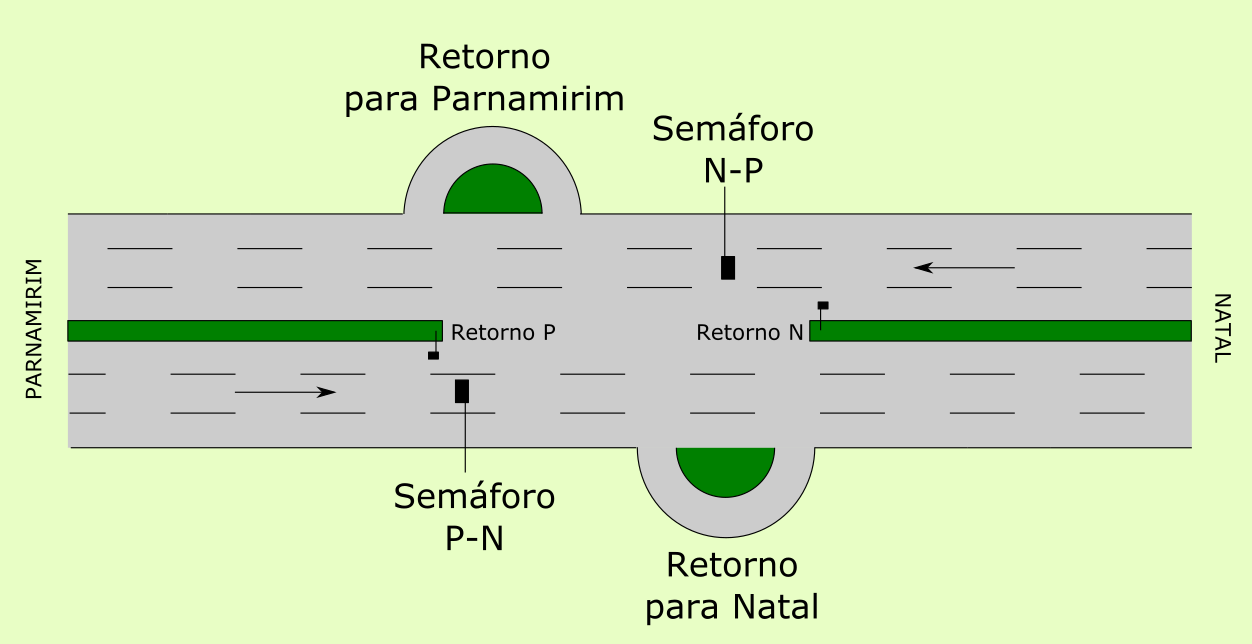 Retorno
para Parnamirim
Semáforo
N-P
PARNAMIRIM
NATAL
Retorno P
Retorno N
Semáforo
P-N
Retorno
para Natal